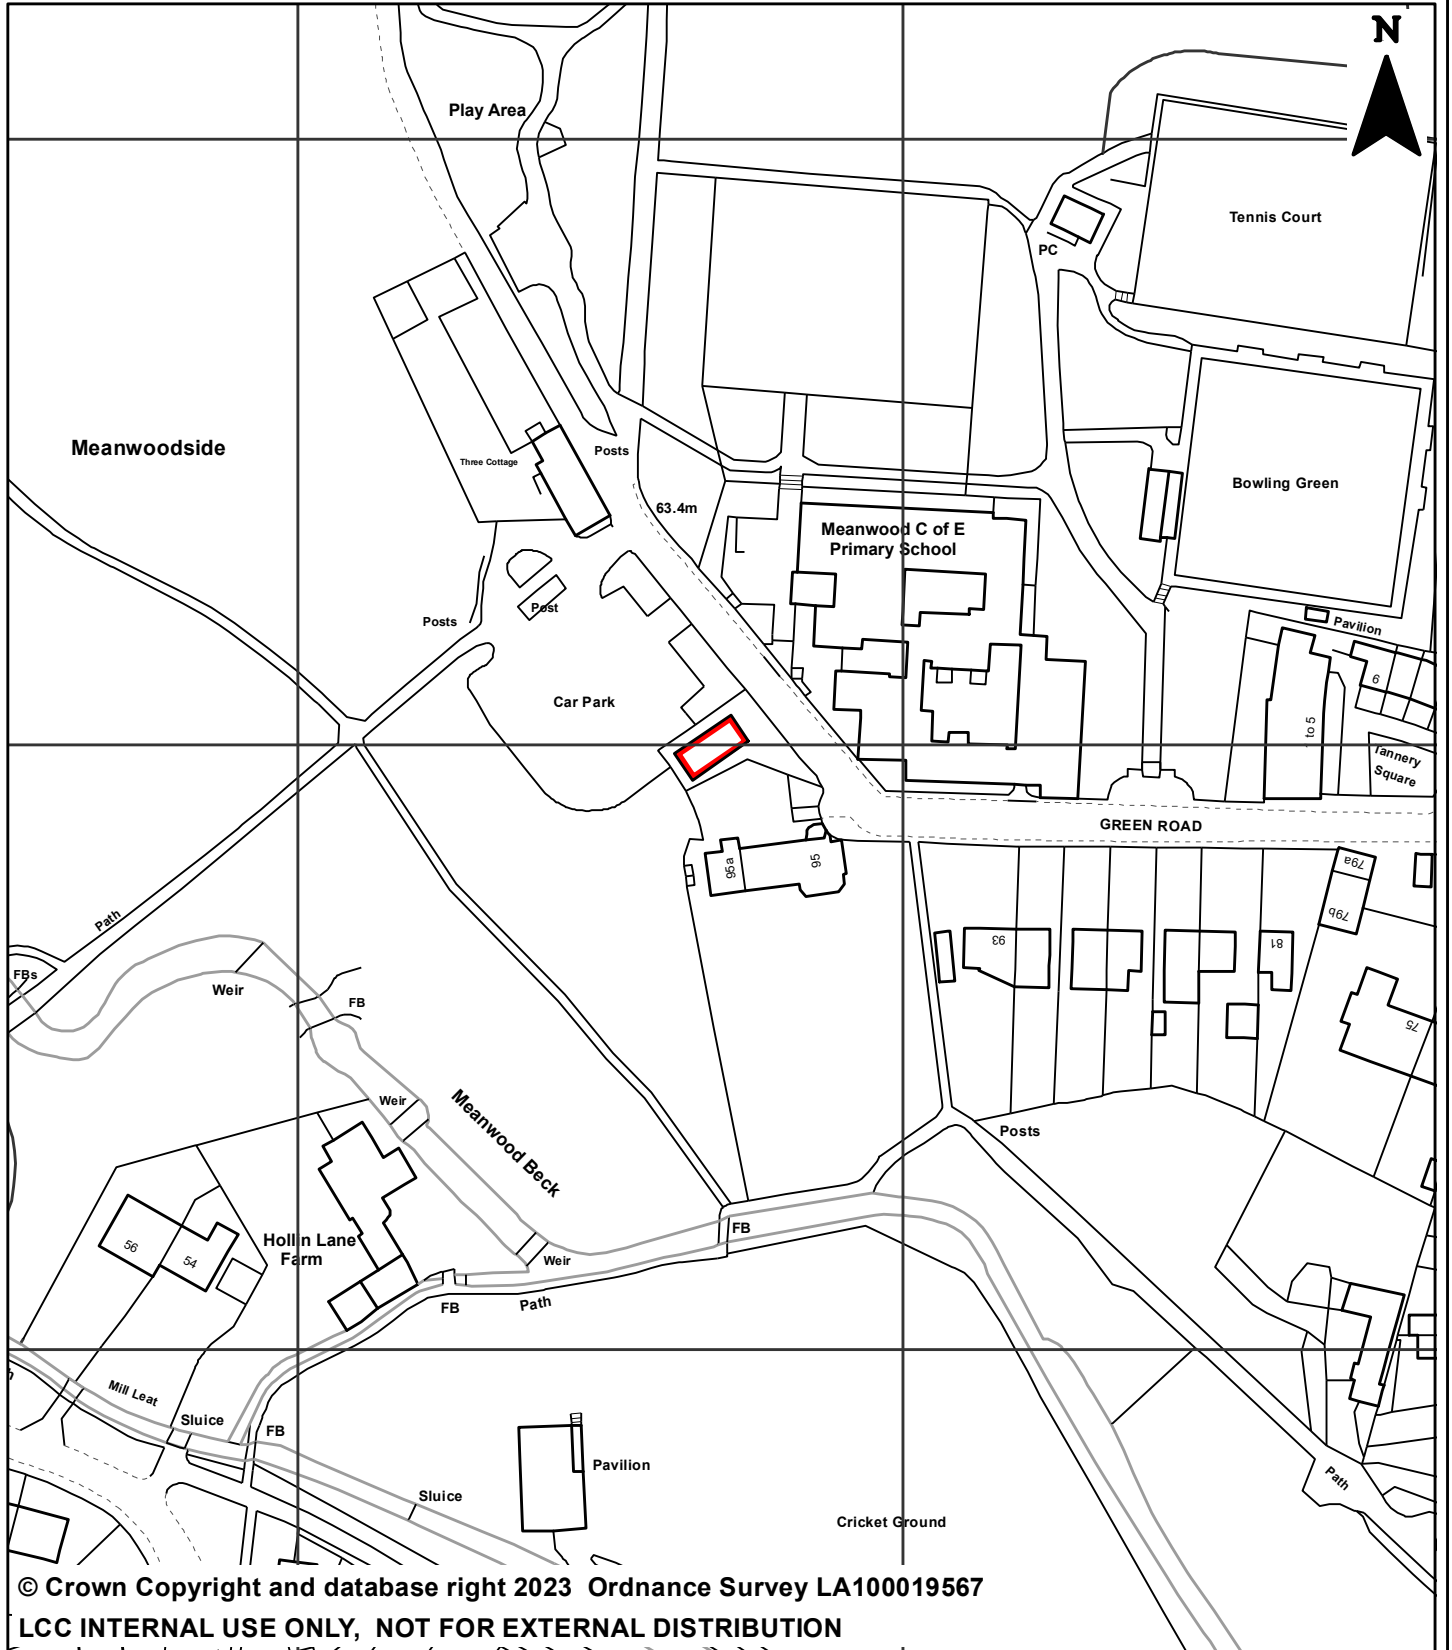 N
Play Area
Tennis Court
PC
Meanwoodside
Three Cottage
Posts
Bowling Green
63.4m
Meanwood C of E
Primary School
Post
Posts
Pavilion
9
Car Park
to 5
Tannery
Square
GREEN ROAD
95a
95
79a
79b
Path
93
81
FBs
Weir
FB
75
Weir
Meanwood Beck
Posts
FB
56
54
Hollin Lane
Farm
Weir
FB
Path
Mill Leat
Sluice
FB
Pavilion
Path
Sluice
Cricket Ground
© Crown Copyright and database right 2023 Ordnance Survey LA100019567
LCC INTERNAL USE ONLY, NOT FOR EXTERNAL DISTRIBUTION